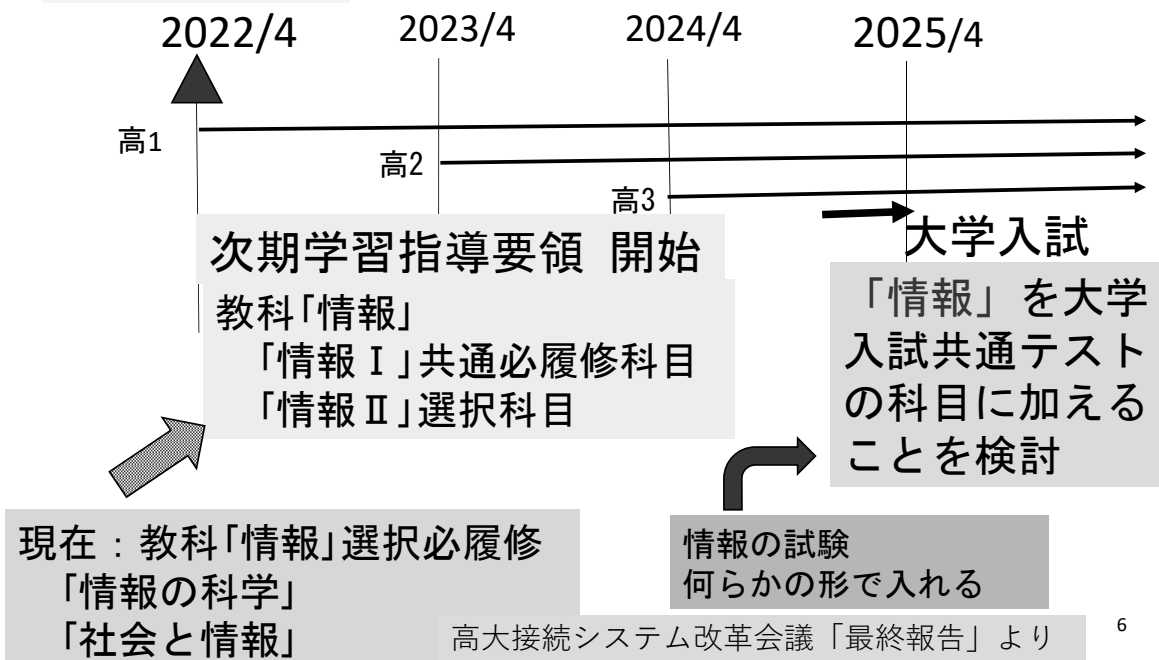 2022/4 2023/4 2024/4 2025/4
高1
高2
高3
次期学習指導要領 開始
教科「情報」
「情報Ⅰ」共通必履修科目
「情報Ⅱ」選択科目
大学入試
「情報」を大学
入試共通テスト
の科目に加える
ことを検討
現在：教科「情報」選択必履修
「情報の科学」
「社会と情報」
情報の試験
何らかの形で入れる
高大接続システム改革会議「最終報告」より
6